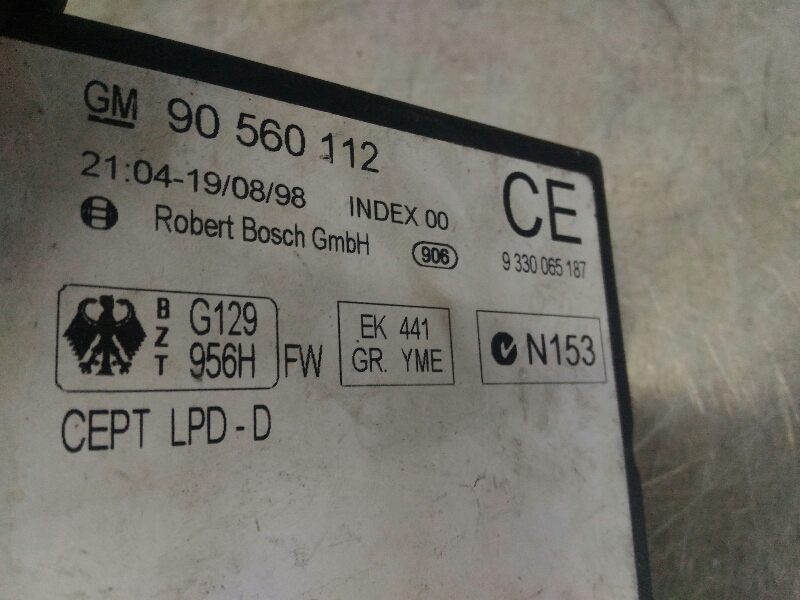 GM 90 560 112
21:04-19/08/98 INDEX 00
Robert Bosch GmbH 906
CE
9 330 065 187
BZT G129
956H FW
EK 441
GR. YME
N153
CEPT LPD-D